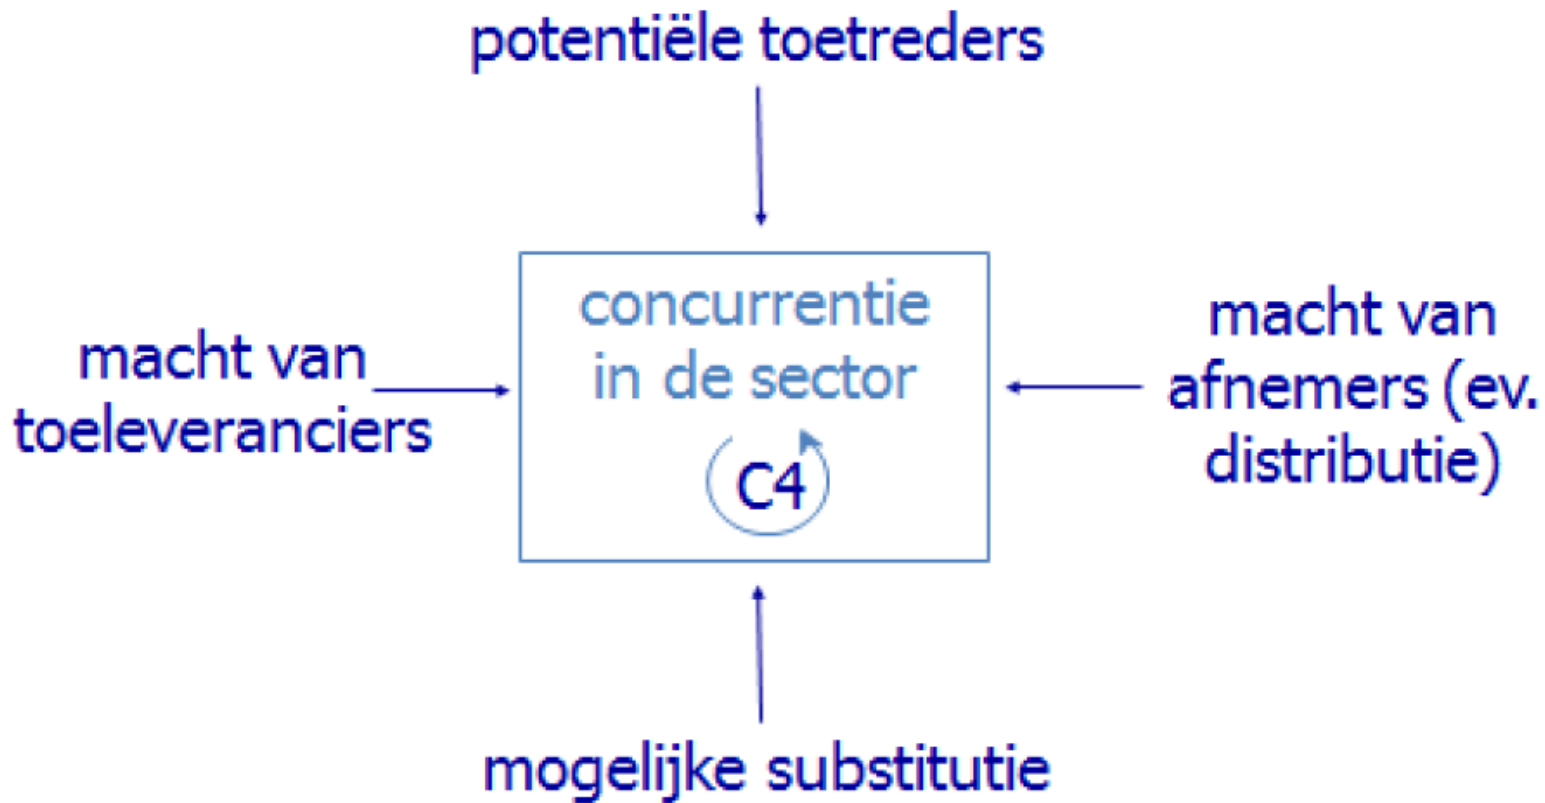 potentiële toetreders
concurrentie
in de sector
C4
macht van
toeleveranciers
macht van
afnemers (ev.
distributie)
mogelijke substitutie